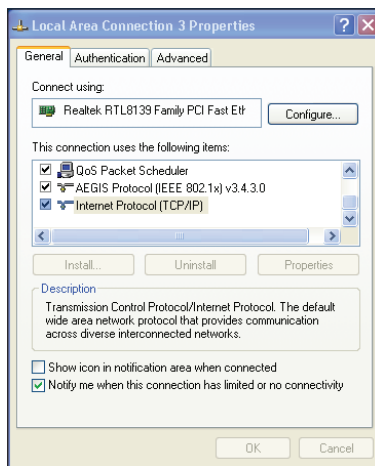 Local Area Connection 3 Properties
General Authentication Advanced
Connect using:
Realtek RTL8139 Family PCI Fast Eth
Configure...
This connection uses the following items:
QoS Packet Scheduler
AEGIS Protocol (IEEE 802.1x) v3.4.3.0
Internet Protocol (TCP/IP)
Install... Uninstall Properties
Description
Transmission Control Protocol/Internet Protocol. The default
wide area network protocol that provides communication
across diverse interconnected networks.
Show icon in notification area when connected
Notify me when this connection has limited or no connectivity
OK Cancel